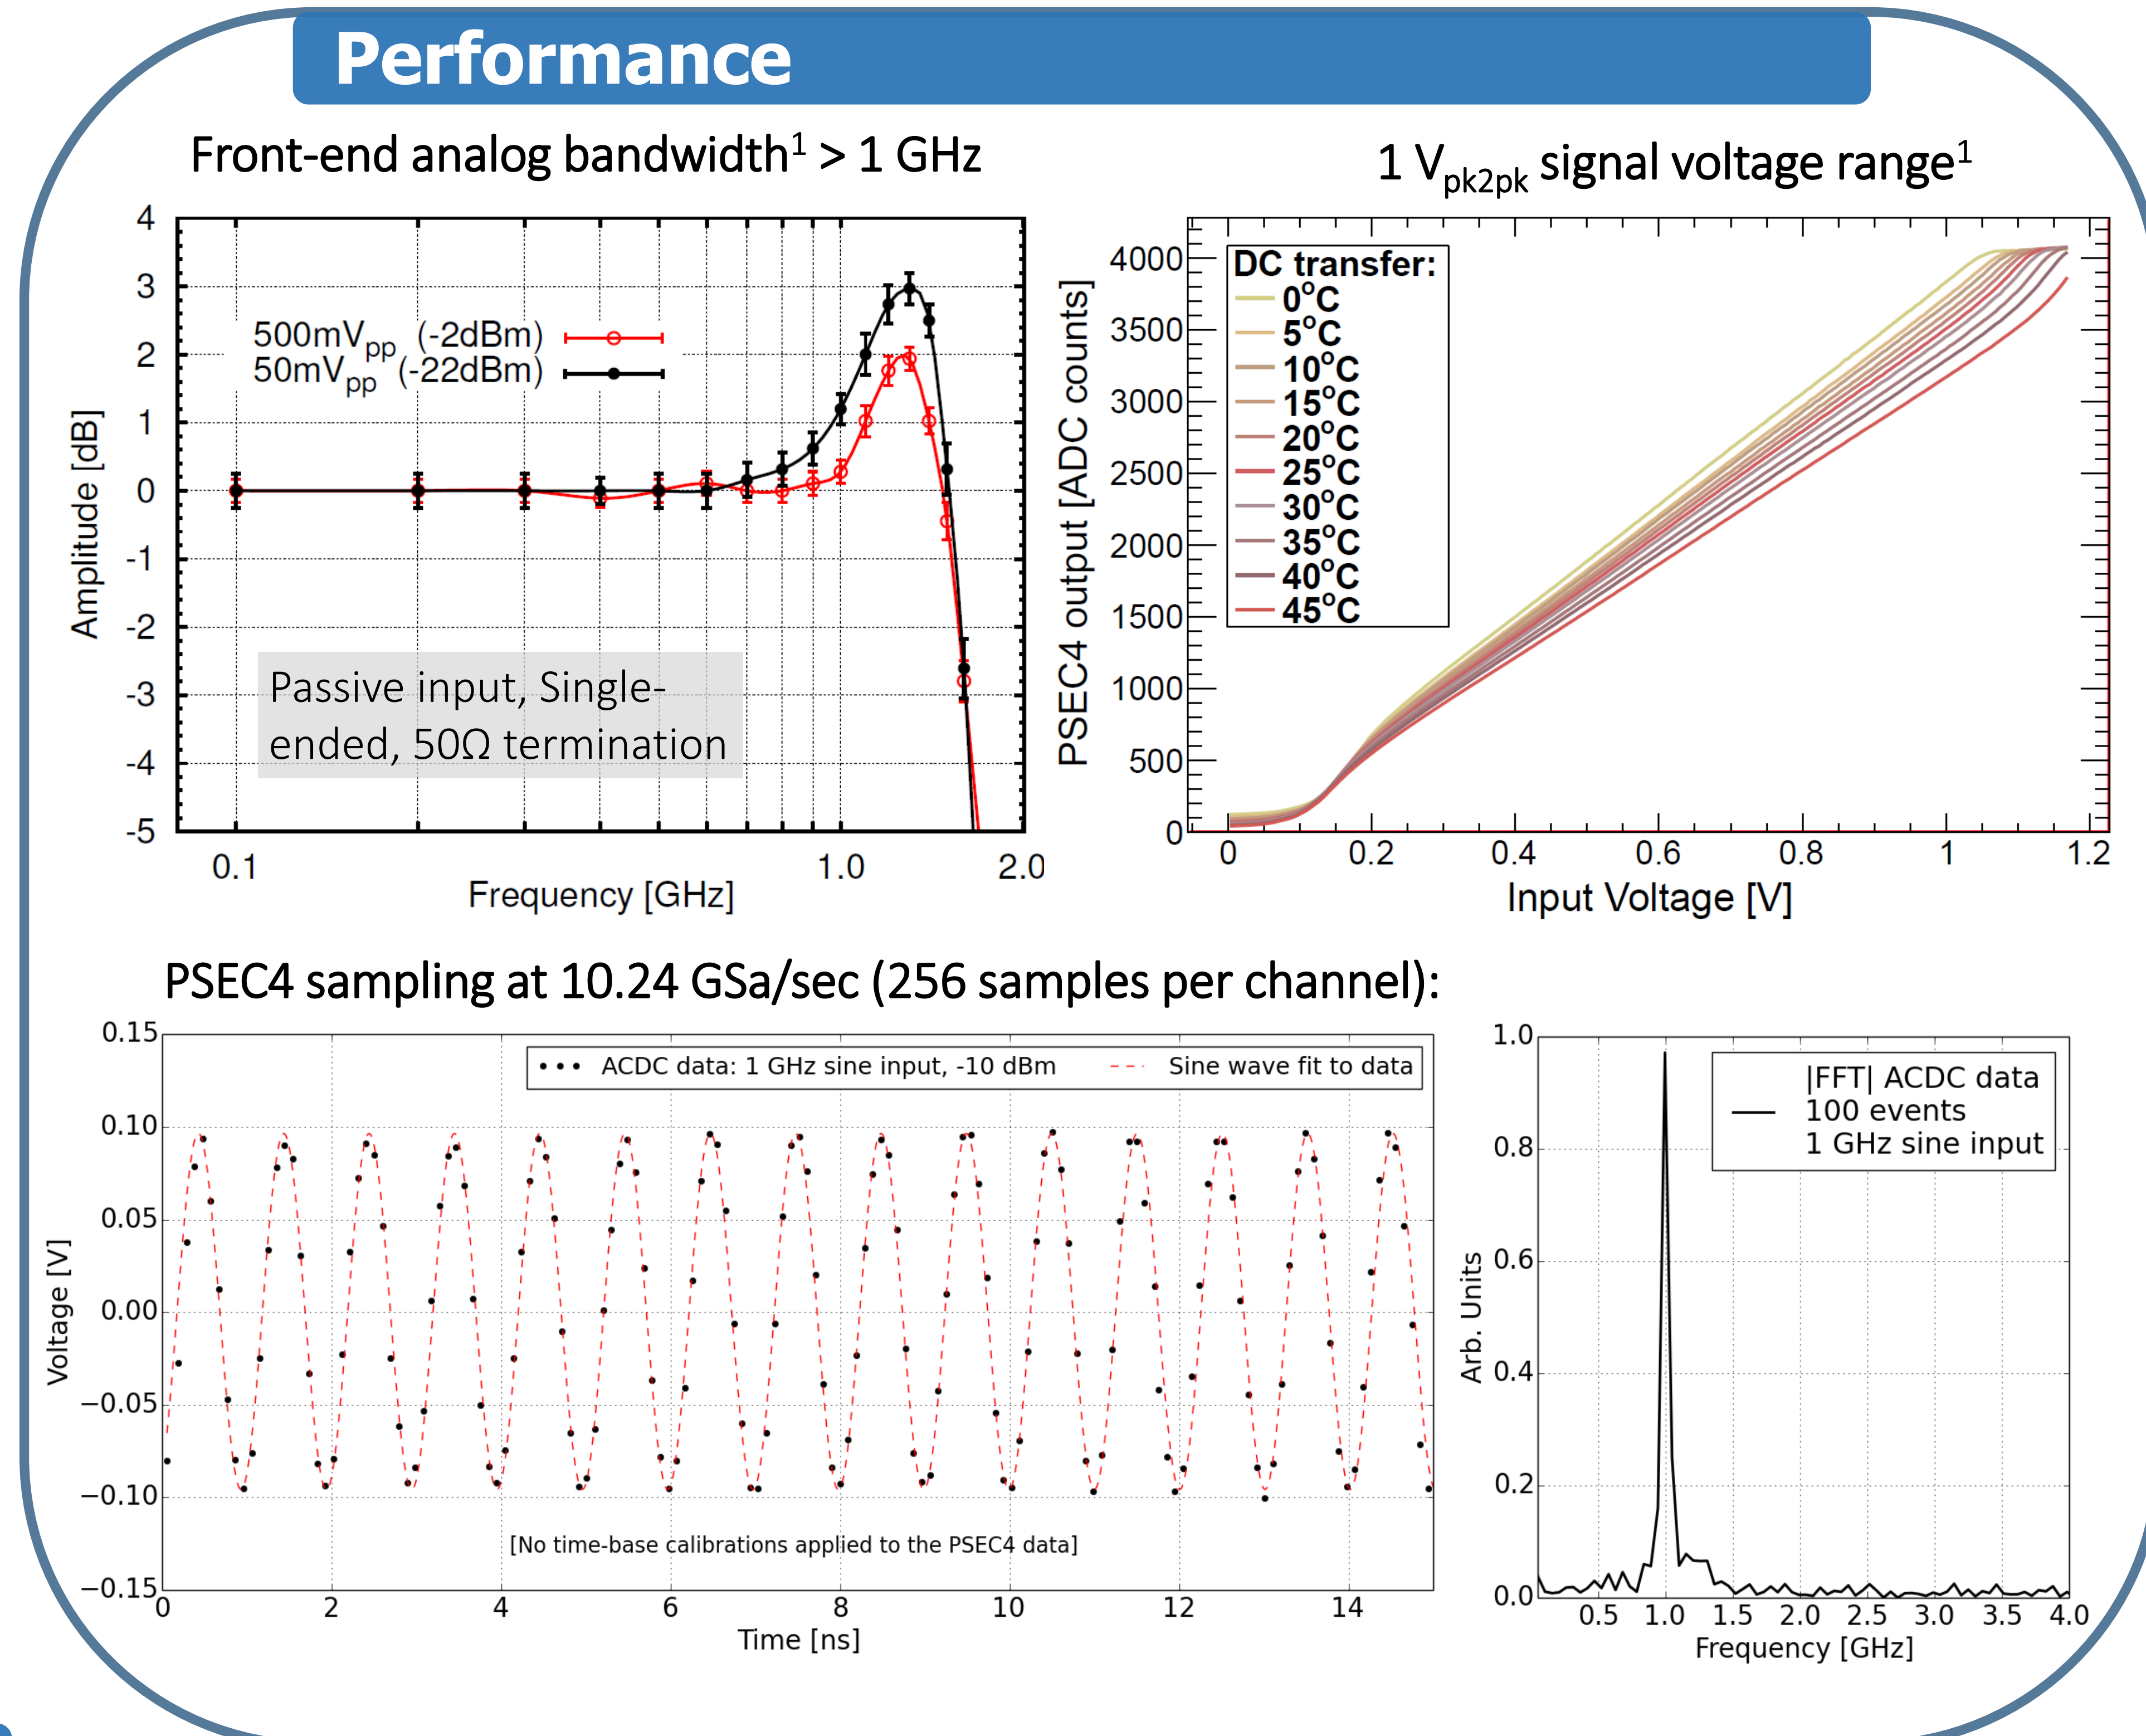 Performance
Front-end analog bandwidth¹ > 1 GHz
4
3
2
1
0
-1
-2
-3
-4
-5
Amplitude [dB]
500mVpp (-2dBm)
50mVpp (-22dBm)
Passive input, Single-
ended, 50Ω termination
0.1 1.0 2.0
Frequency [GHz]
1 Vpk2pk signal voltage range¹
4000
3500
3000
2500
2000
1500
1000
500
0
PSEC4 output [ADC counts]
DC transfer:
0°C
5°C
10°C
15°C
20°C
25°C
30°C
35°C
40°C
45°C
0 0.2 0.4 0.6 0.8 1 1.2
Input Voltage [V]
PSEC4 sampling at 10.24 GSa/sec (256 samples per channel):
0.15
0.10
0.05
0.00
−0.05
−0.10
−0.15
Voltage [V]
ACDC data: 1 GHz sine input, -10 dBm
Sine wave fit to data
[No time-base calibrations applied to the PSEC4 data]
0 2 4 6 8 10 12 14
Time [ns]
1.0
0.8
0.6
0.4
0.2
0.0
Arb. Units
|FFT| ACDC data
100 events
1 GHz sine input
0.5 1.0 1.5 2.0 2.5 3.0 3.5 4.0
Frequency [GHz]